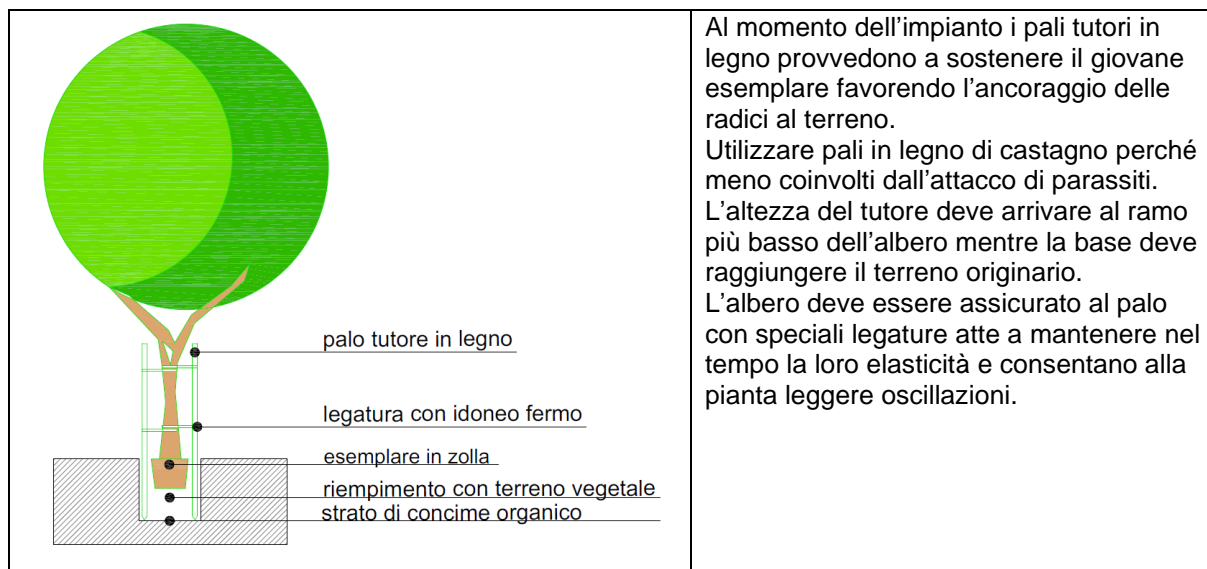 Al momento dell’impianto i pali tutori in
legno provvedono a sostenere il giovane
esemplare favorendo l’ancoraggio delle
radici al terreno.
Utilizzare pali in legno di castagno perché
meno coinvolti dall’attacco di parassiti.
L’altezza del tutore deve arrivare al ramo
più basso dell’albero mentre la base deve
raggiungere il terreno originario.
L’albero deve essere assicurato al palo
con speciali legature atte a mantenere nel
tempo la loro elasticità e consentano alla
pianta leggere oscillazioni.
palo tutore in legno
legatura con idoneo fermo
esemplare in zolla
riempimento con terreno vegetale
strato di concime organico